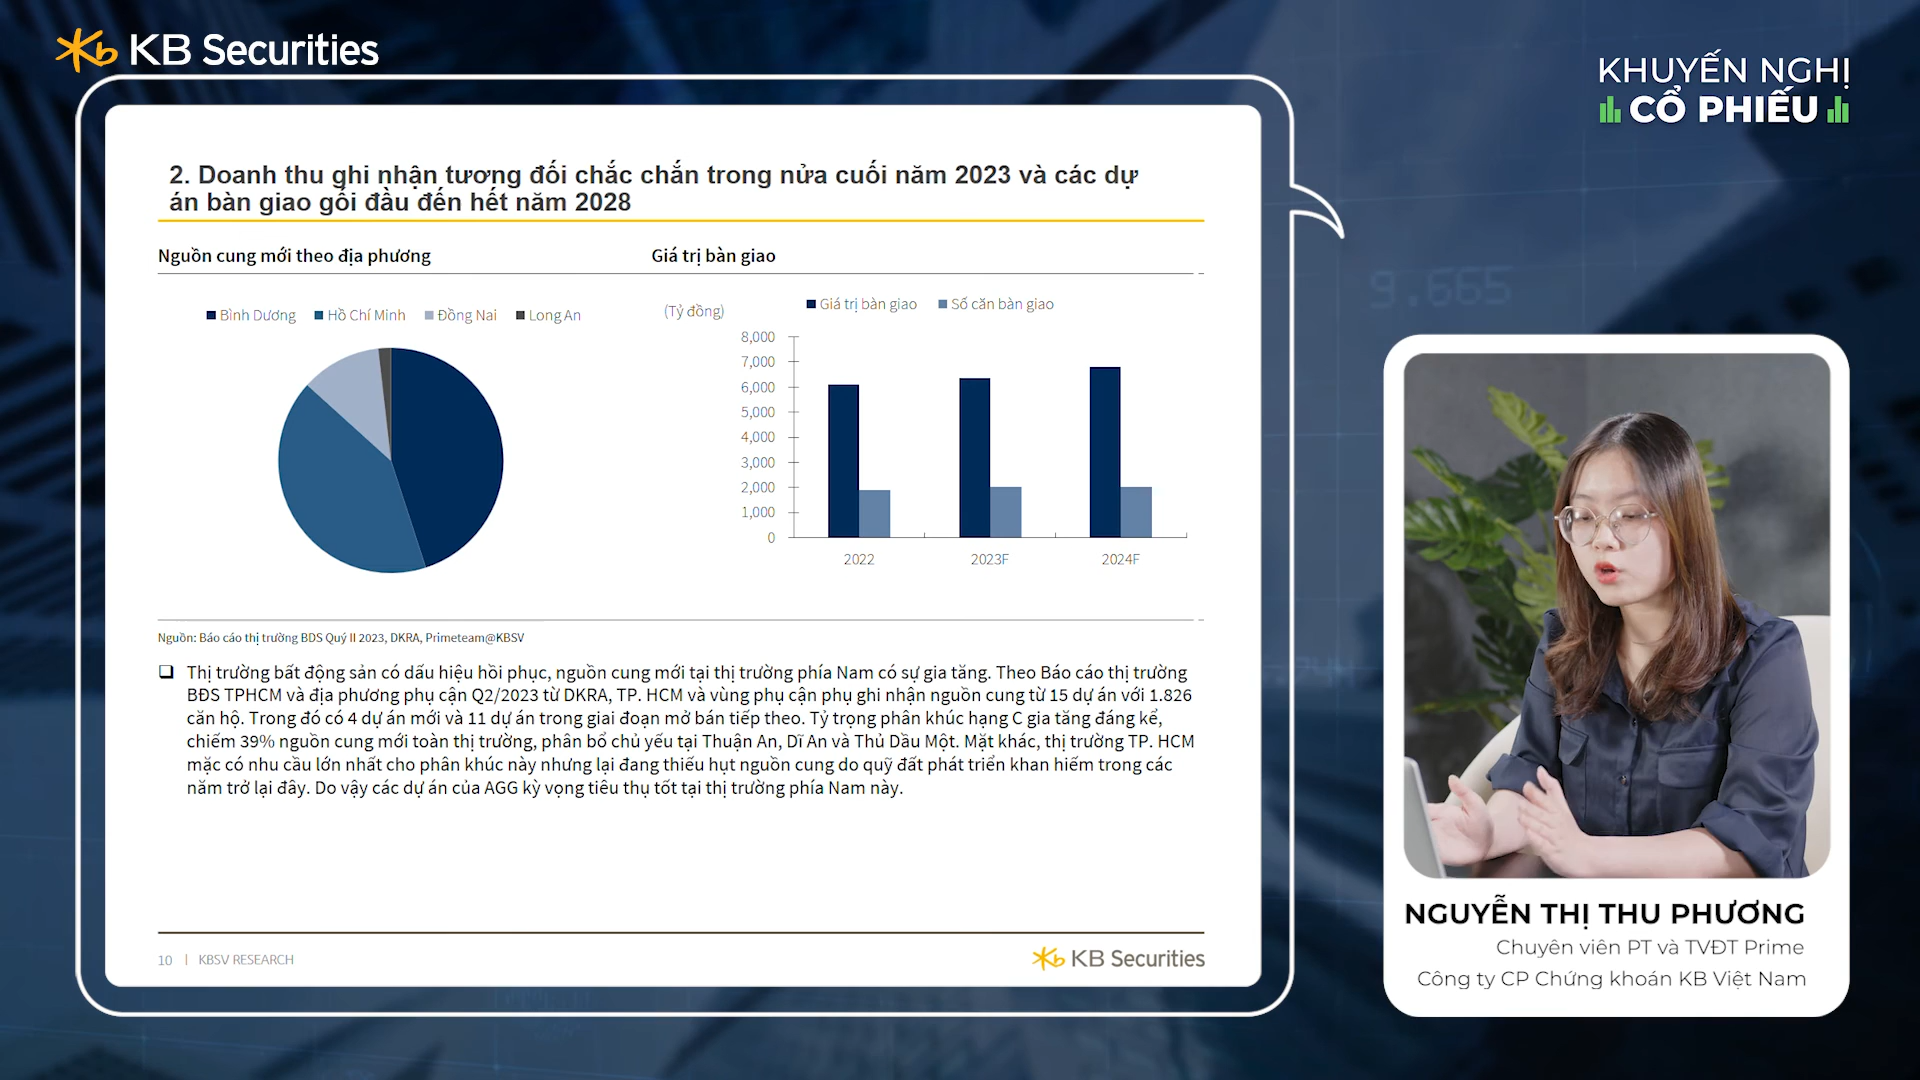 KB Securities
KHUYẾN NGHỊ
CỔ PHIẾU
2. Doanh thu ghi nhận tương đối chắc chắn trong nửa cuối năm 2023 và các dự
án bàn giao gối đầu đến hết năm 2028
Nguồn cung mới theo địa phương
Bình Dương
Hồ Chí Minh
Đồng Nai
Long An
Giá trị bàn giao
(Tỷ đồng)
Giá trị bàn giao
Số căn bàn giao
8,000
7,000
6,000
5,000
4,000
3,000
2,000
1,000
0
2022
2023F
2024F
Nguồn: Báo cáo thị trường BDS Quý II 2023, DKRA, Primeteam@KBSV
Thị trường bất động sản có dấu hiệu hồi phục, nguồn cung mới tại thị trường phía Nam có sự gia tăng. Theo Báo cáo thị trường
BĐS TPHCM và địa phương phụ cận Q2/2023 từ DKRA, TP. HCM và vùng phụ cận phụ ghi nhận nguồn cung từ 15 dự án với 1.826
căn hộ. Trong đó có 4 dự án mới và 11 dự án trong giai đoạn mở bán tiếp theo. Tỷ trọng phân khúc hạng C gia tăng đáng kể,
chiếm 39% nguồn cung mới toàn thị trường, phân bổ chủ yếu tại Thuận An, Dĩ An và Thủ Dầu Một. Mặt khác, thị trường TP. HCM
mặc có nhu cầu lớn nhất cho phân khúc này nhưng lại đang thiếu hụt nguồn cung do quỹ đất phát triển khan hiếm trong các
năm trở lại đây. Do vậy các dự án của AGG kỳ vọng tiêu thụ tốt tại thị trường phía Nam này.
10 | KBSV RESEARCH
KB Securities
9.665
NGUYỄN THỊ THU PHƯƠNG
Chuyên viên PT và TVĐT Prime
Công ty CP Chứng khoán KB Việt Nam